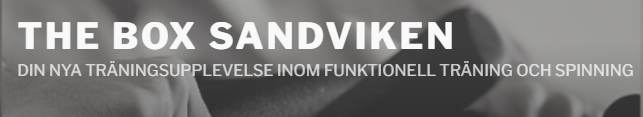 THE BOX SANDVIKEN
DIN NYA TRÄNINGSUPPLEVELSE INOM FUNKTIONELL TRÄNING OCH SPINNING